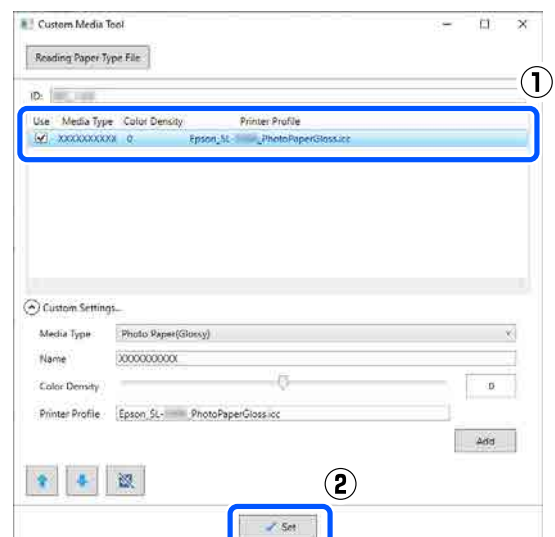 Custom Media Tool
Reading Paper Type File
①
ID:
Use Media Type Color Density Printer Profile
XXXXXXXXXX 0 Epson_SL- _PhotoPaperGloss.icc
Custom Settings...
Media Type Photo Paper(Glossy)
Name XXXXXXXXXX
Color Density 0
Printer Profile Epson_SL- _PhotoPaperGloss.icc
Add
②
Set